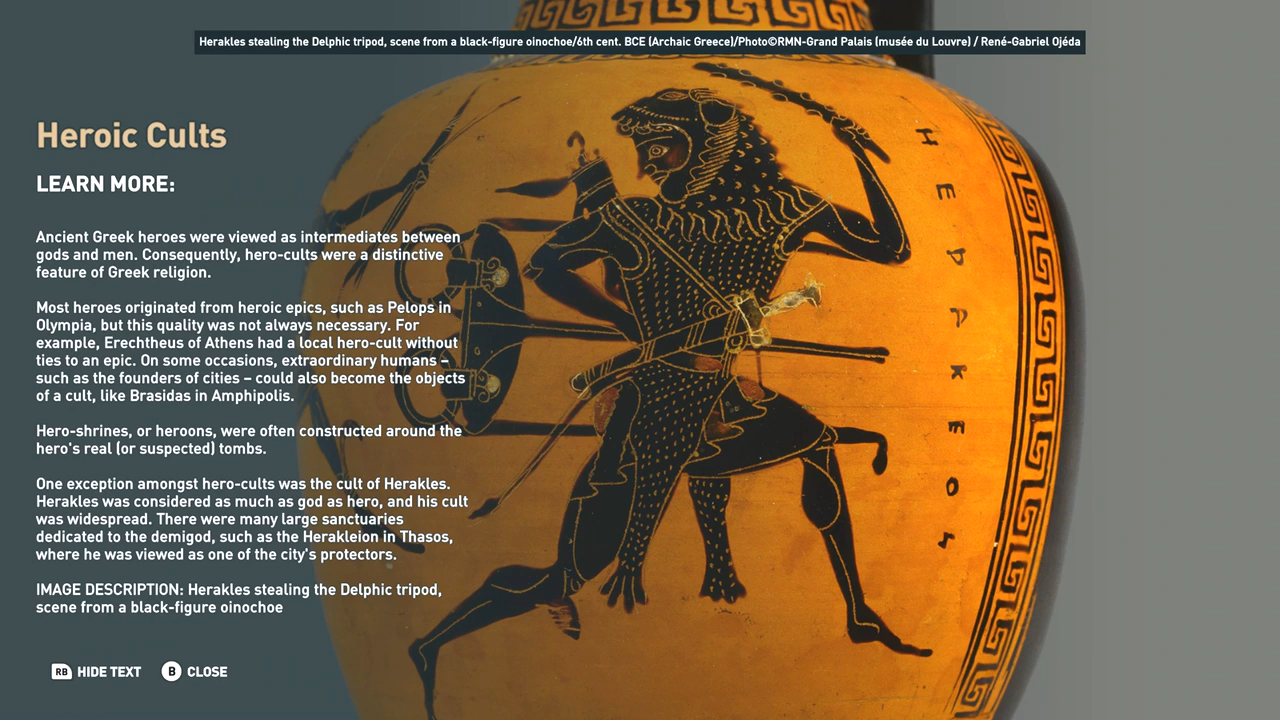 Herakles stealing the Delphic tripod, scene from a black-figure oinochoe/6th cent. BCE (Archaic Greece)/Photo©RMN-Grand Palais (musée du Louvre) / René-Gabriel Ojéda
Heroic Cults
LEARN MORE:
Ancient Greek heroes were viewed as intermediates between
gods and men. Consequently, hero-cults were a distinctive
feature of Greek religion.
Most heroes originated from heroic epics, such as Pelops in
Olympia, but this quality was not always necessary. For
example, Erechtheus of Athens had a local hero-cult without
ties to an epic. On some occasions, extraordinary humans –
such as the founders of cities – could also become the objects
of a cult, like Brasidas in Amphipolis.
Hero-shrines, or heroon, were often constructed around the
hero's real (or suspected) tombs.
One exception amongst hero-cults was the cult of Herakles.
Herakles was considered as much as god as hero, and his cult
was widespread. There were many large sanctuaries
dedicated to the demigod, such as the Herakleion in Thasos,
where he was viewed as one of the city's protectors.
IMAGE DESCRIPTION: Herakles stealing the Delphic tripod,
scene from a black-figure oinochoe
RB HIDE TEXT B CLOSE